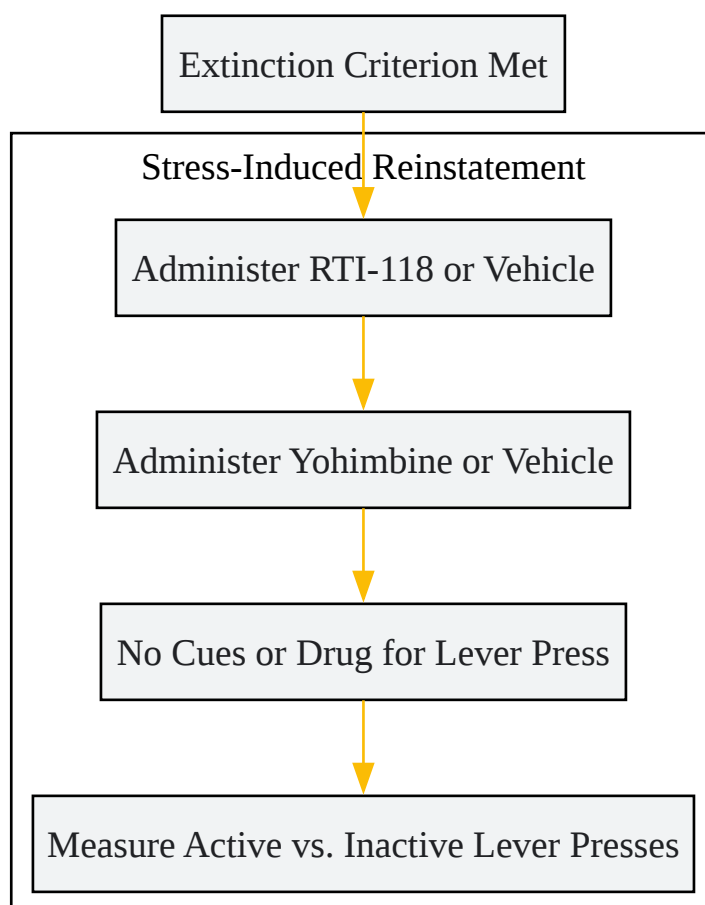 Extinction Criterion Met
Stress-Induced Reinstatement
Administer RTI-118 or Vehicle
Administer Yohimbine or Vehicle
No Cues or Drug for Lever Press
Measure Active vs. Inactive Lever Presses